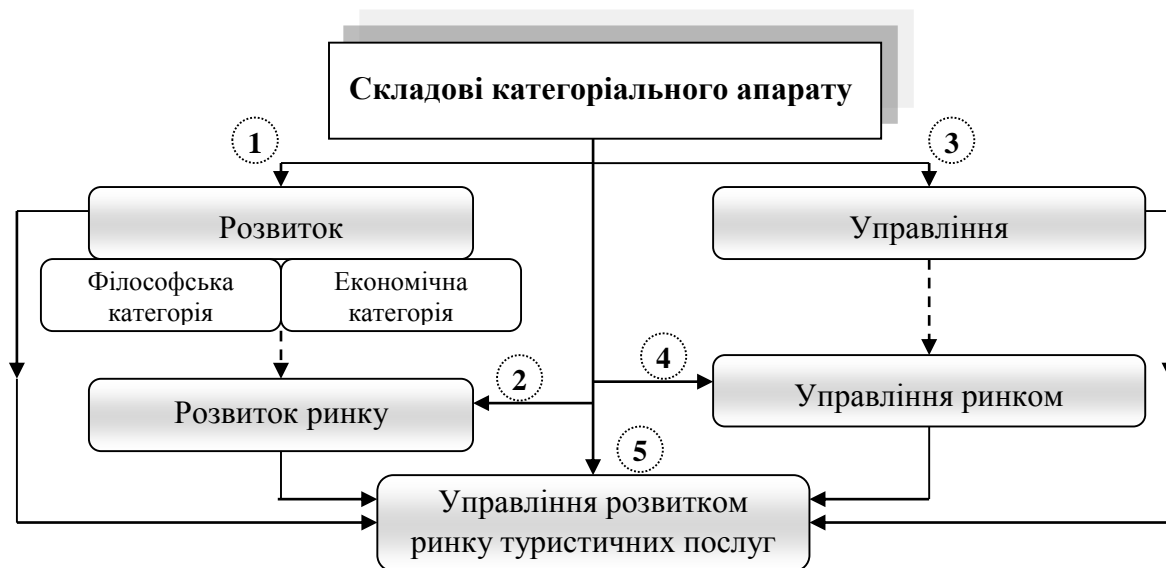 Складові категоріального апарату
1
3
Розвиток
Управління
Філософська
категорія
Економічна
категорія
2
4
Розвиток ринку
Управління ринком
5
Управління розвитком
ринку туристичних послуг